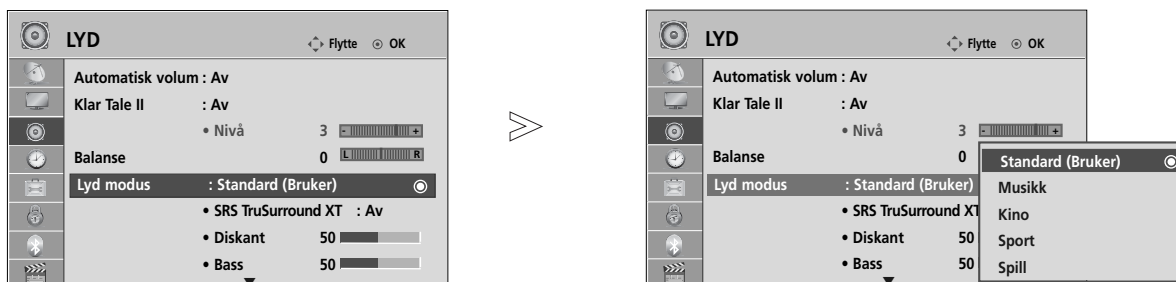 LYD
Flytte OK
Automatisk volum : Av
Klar Tale II : Av
• Nivå 3 - +
Balanse 0 L R
Lyd modus : Standard (Bruker)
• SRS TruSurround XT : Av
• Diskant 50
• Bass 50
LYD
Flytte OK
Automatisk volum : Av
Klar Tale II : Av
• Nivå 3 - +
Balanse 0
Lyd modus : Standard (Bruker)
• SRS TruSurround XT
• Diskant 50
• Bass 50
Standard (Bruker)
Musikk
Kino
Sport
Spill